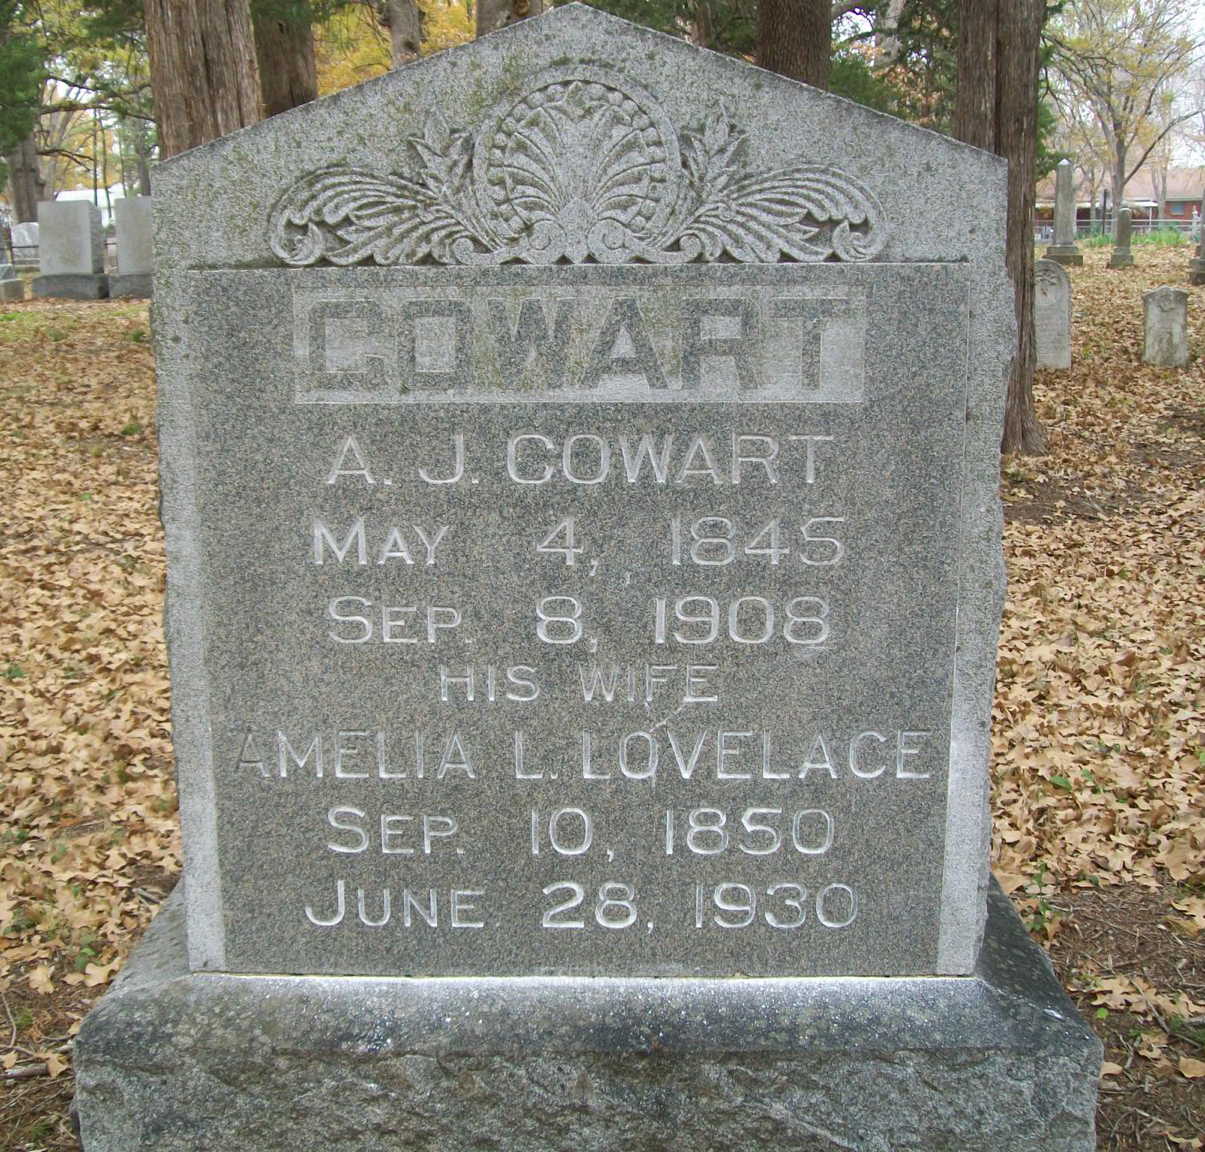 COWART
A. J. COWART
MAY 4, 1845
SEP. 8, 1908
HIS WIFE
AMELIA L. LOVELACE
SEP. 10, 1850
JUNE 28, 1930